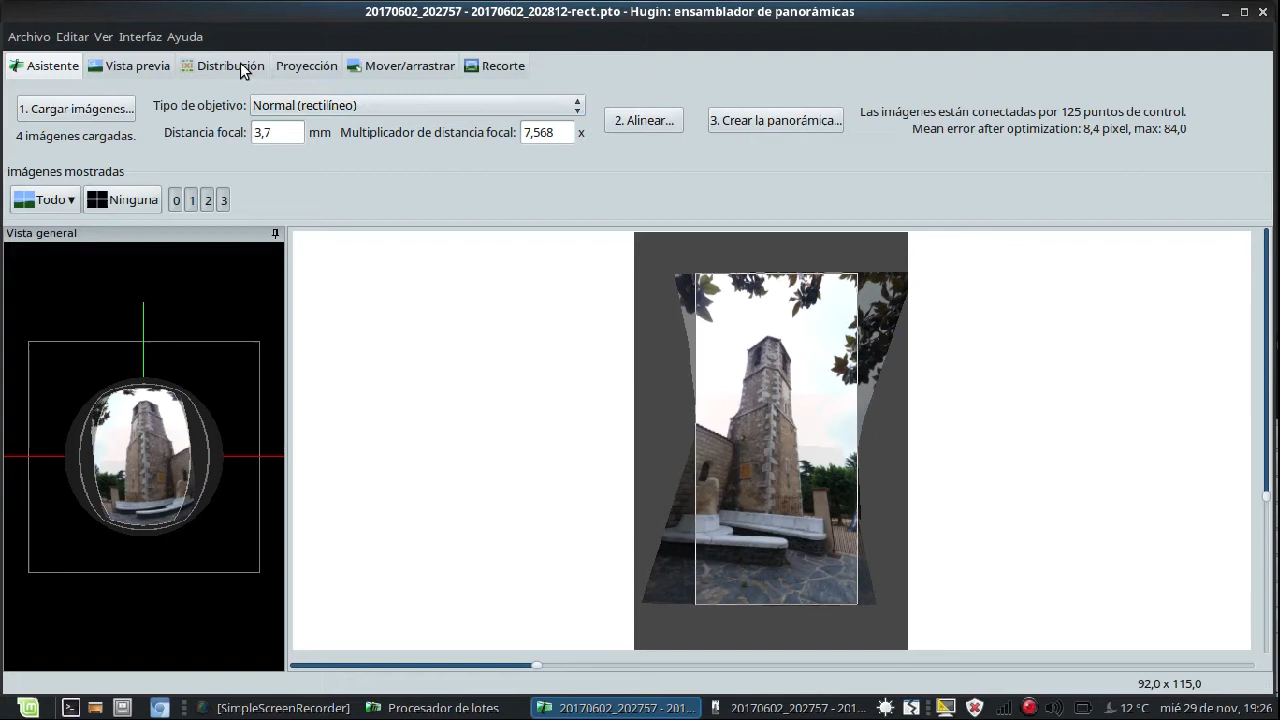 20170602_202757 - 20170602_202812-rect.pto - Hugin: ensamblador de panorámicas
Archivo Editar Ver Interfaz Ayuda
Asistente Vista previa Distribución Proyección Mover/arrastrar Recorte
1. Cargar imágenes... Tipo de objetivo: Normal (rectilíneo) 2. Alinear... 3. Crear la panorámica... Las imágenes están conectadas por 125 puntos de control.
4 imágenes cargadas. Distancia focal: 3,7 mm Multiplicador de distancia focal: 7,568 x Mean error after optimization: 8,4 pixel, max: 84,0
imágenes mostradas
Todo ▾ Ninguna 0 1 2 3
Vista general
92,0 x 115,0
[SimpleScreenRecorder] Procesador de lotes 20170602_202757 - 201... 20170602_202757 - 201... 12 °C mié 29 de nov, 19:26